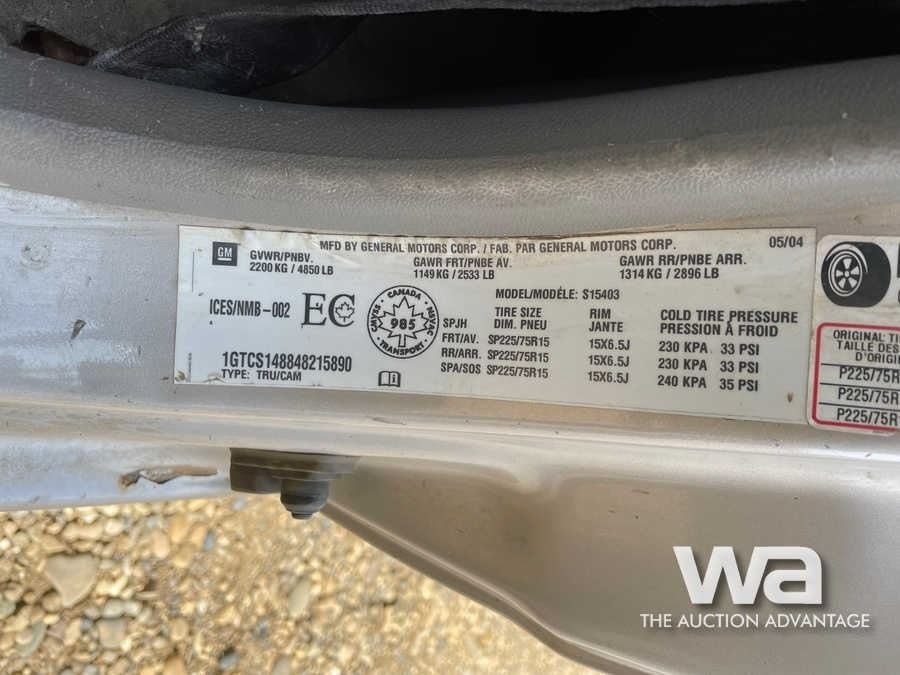 GM
MFD BY GENERAL MOTORS CORP. / FAB. PAR GENERAL MOTORS CORP. 05/04
GVWR/PNBV. GAWR FRT/PNBE AV. GAWR RR/PNBE ARR.
2200 KG / 4850 LB 1149 KG / 2533 LB 1314 KG / 2896 LB
ICES/NMB-002 EC
CANADA
CMVSS NSVAC
985
TRANSPORT
MODEL/MODÈLE: S15403
TIRE SIZE RIM COLD TIRE PRESSURE
SPJH DIM. PNEU JANTE PRESSION À FROID
FRT/AV. SP225/75R15 15X6.5J 230 KPA 33 PSI
RR/ARR. SP225/75R15 15X6.5J 230 KPA 33 PSI
SPA/SOS SP225/75R15 15X6.5J 240 KPA 35 PSI
1GTCS148848215890
TYPE: TRU/CAM
ORIGINAL
TAILLE DES
D'ORIGI
P225/75R
P225/75R
P225/75R
wa
THE AUCTION ADVANTAGE